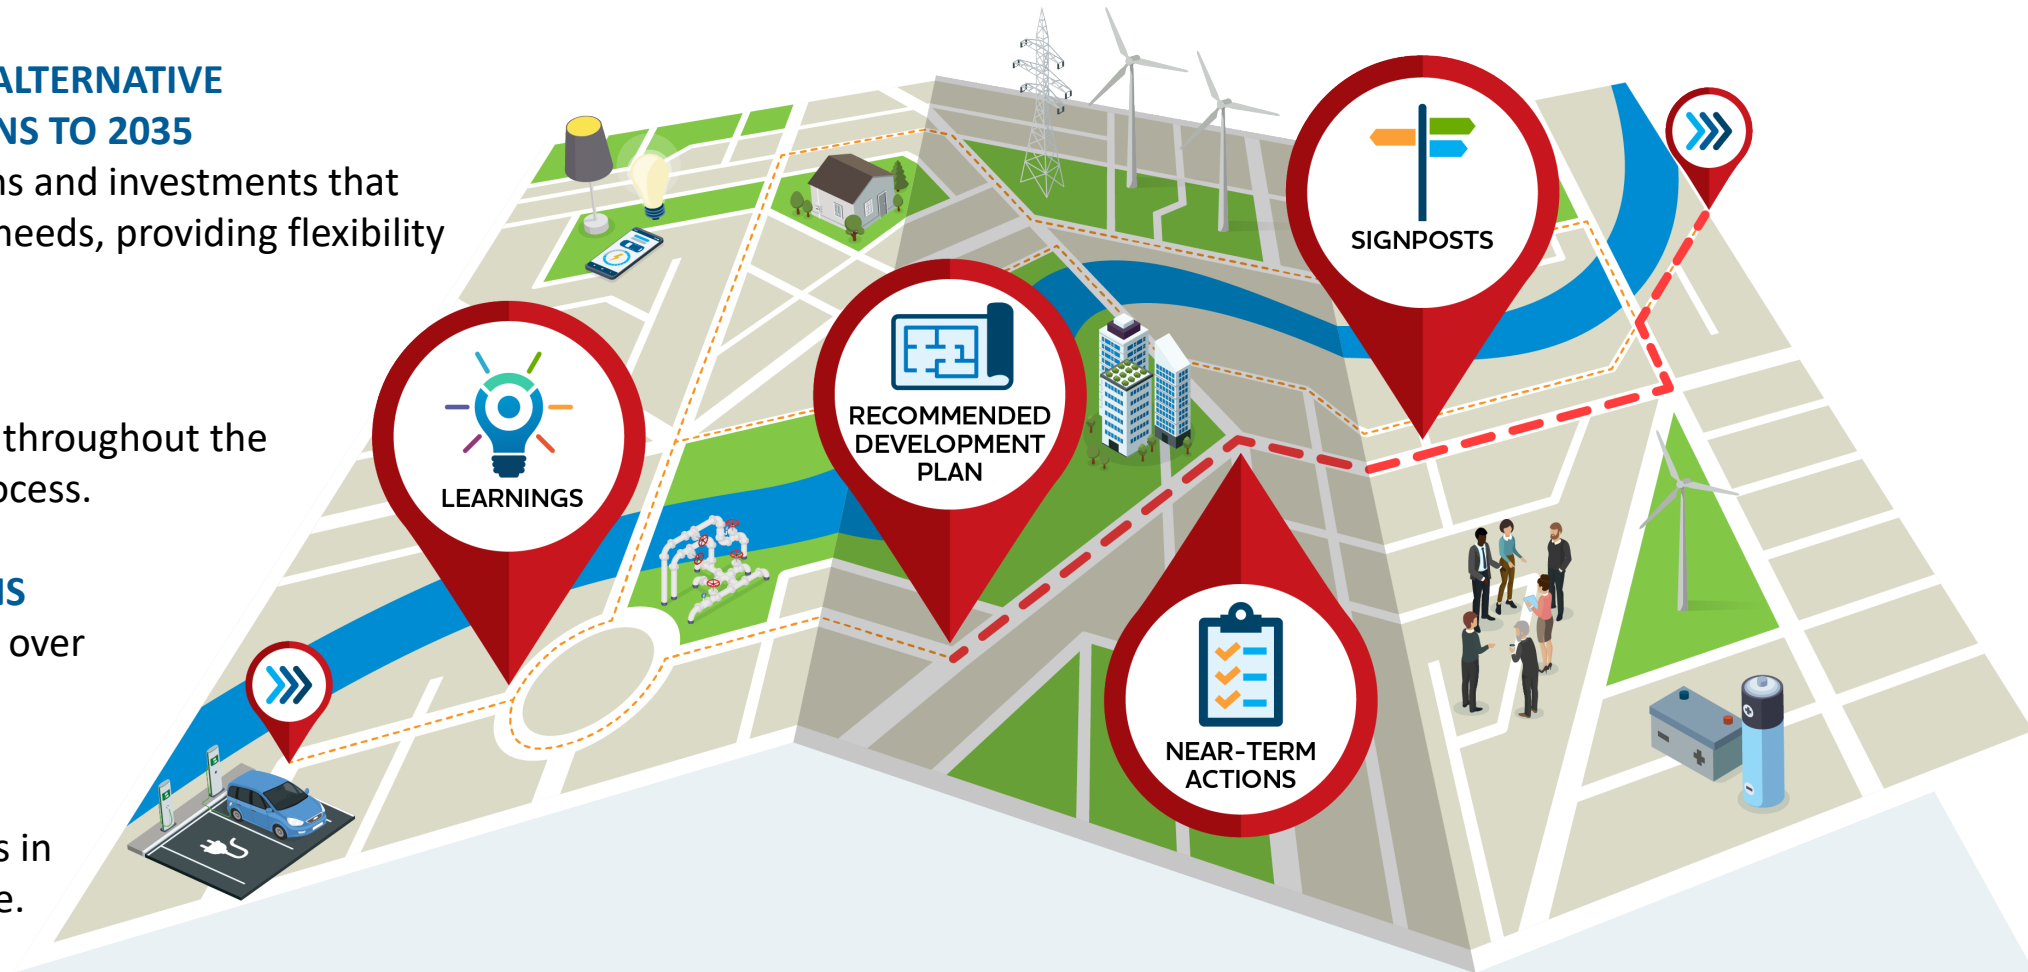 ALTERNATIVE
NS TO 2035
ns and investments that
needs, providing flexibility
throughout the
ocess.
NS
over
s in
e.
LEARNINGS
RECOMMENDED
DEVELOPMENT
PLAN
NEAR-TERM
ACTIONS
SIGNPOSTS